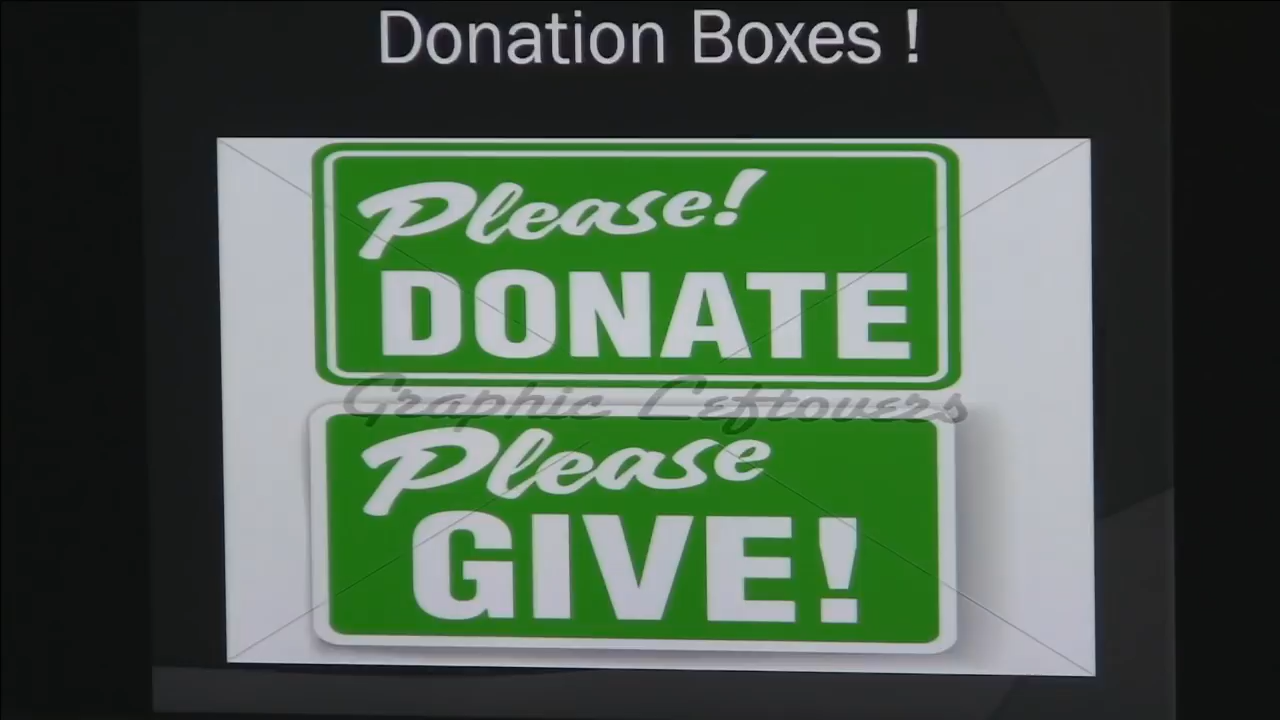 Donation Boxes !
Please!
DONATE
Graphic Leftovers
Please
GIVE!